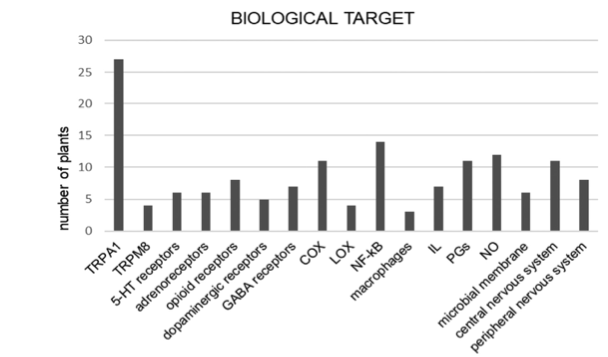 BIOLOGICAL TARGET
number of plants
30
25
20
15
10
5
0
TRPA1
TRPM8
5-HT receptors
adrenoreceptors
opioid receptors
dopaminergic receptors
GABA receptors
COX
LOX
NF-kB
macrophages
IL
PGs
NO
microbial membrane
central nervous system
peripheral nervous system